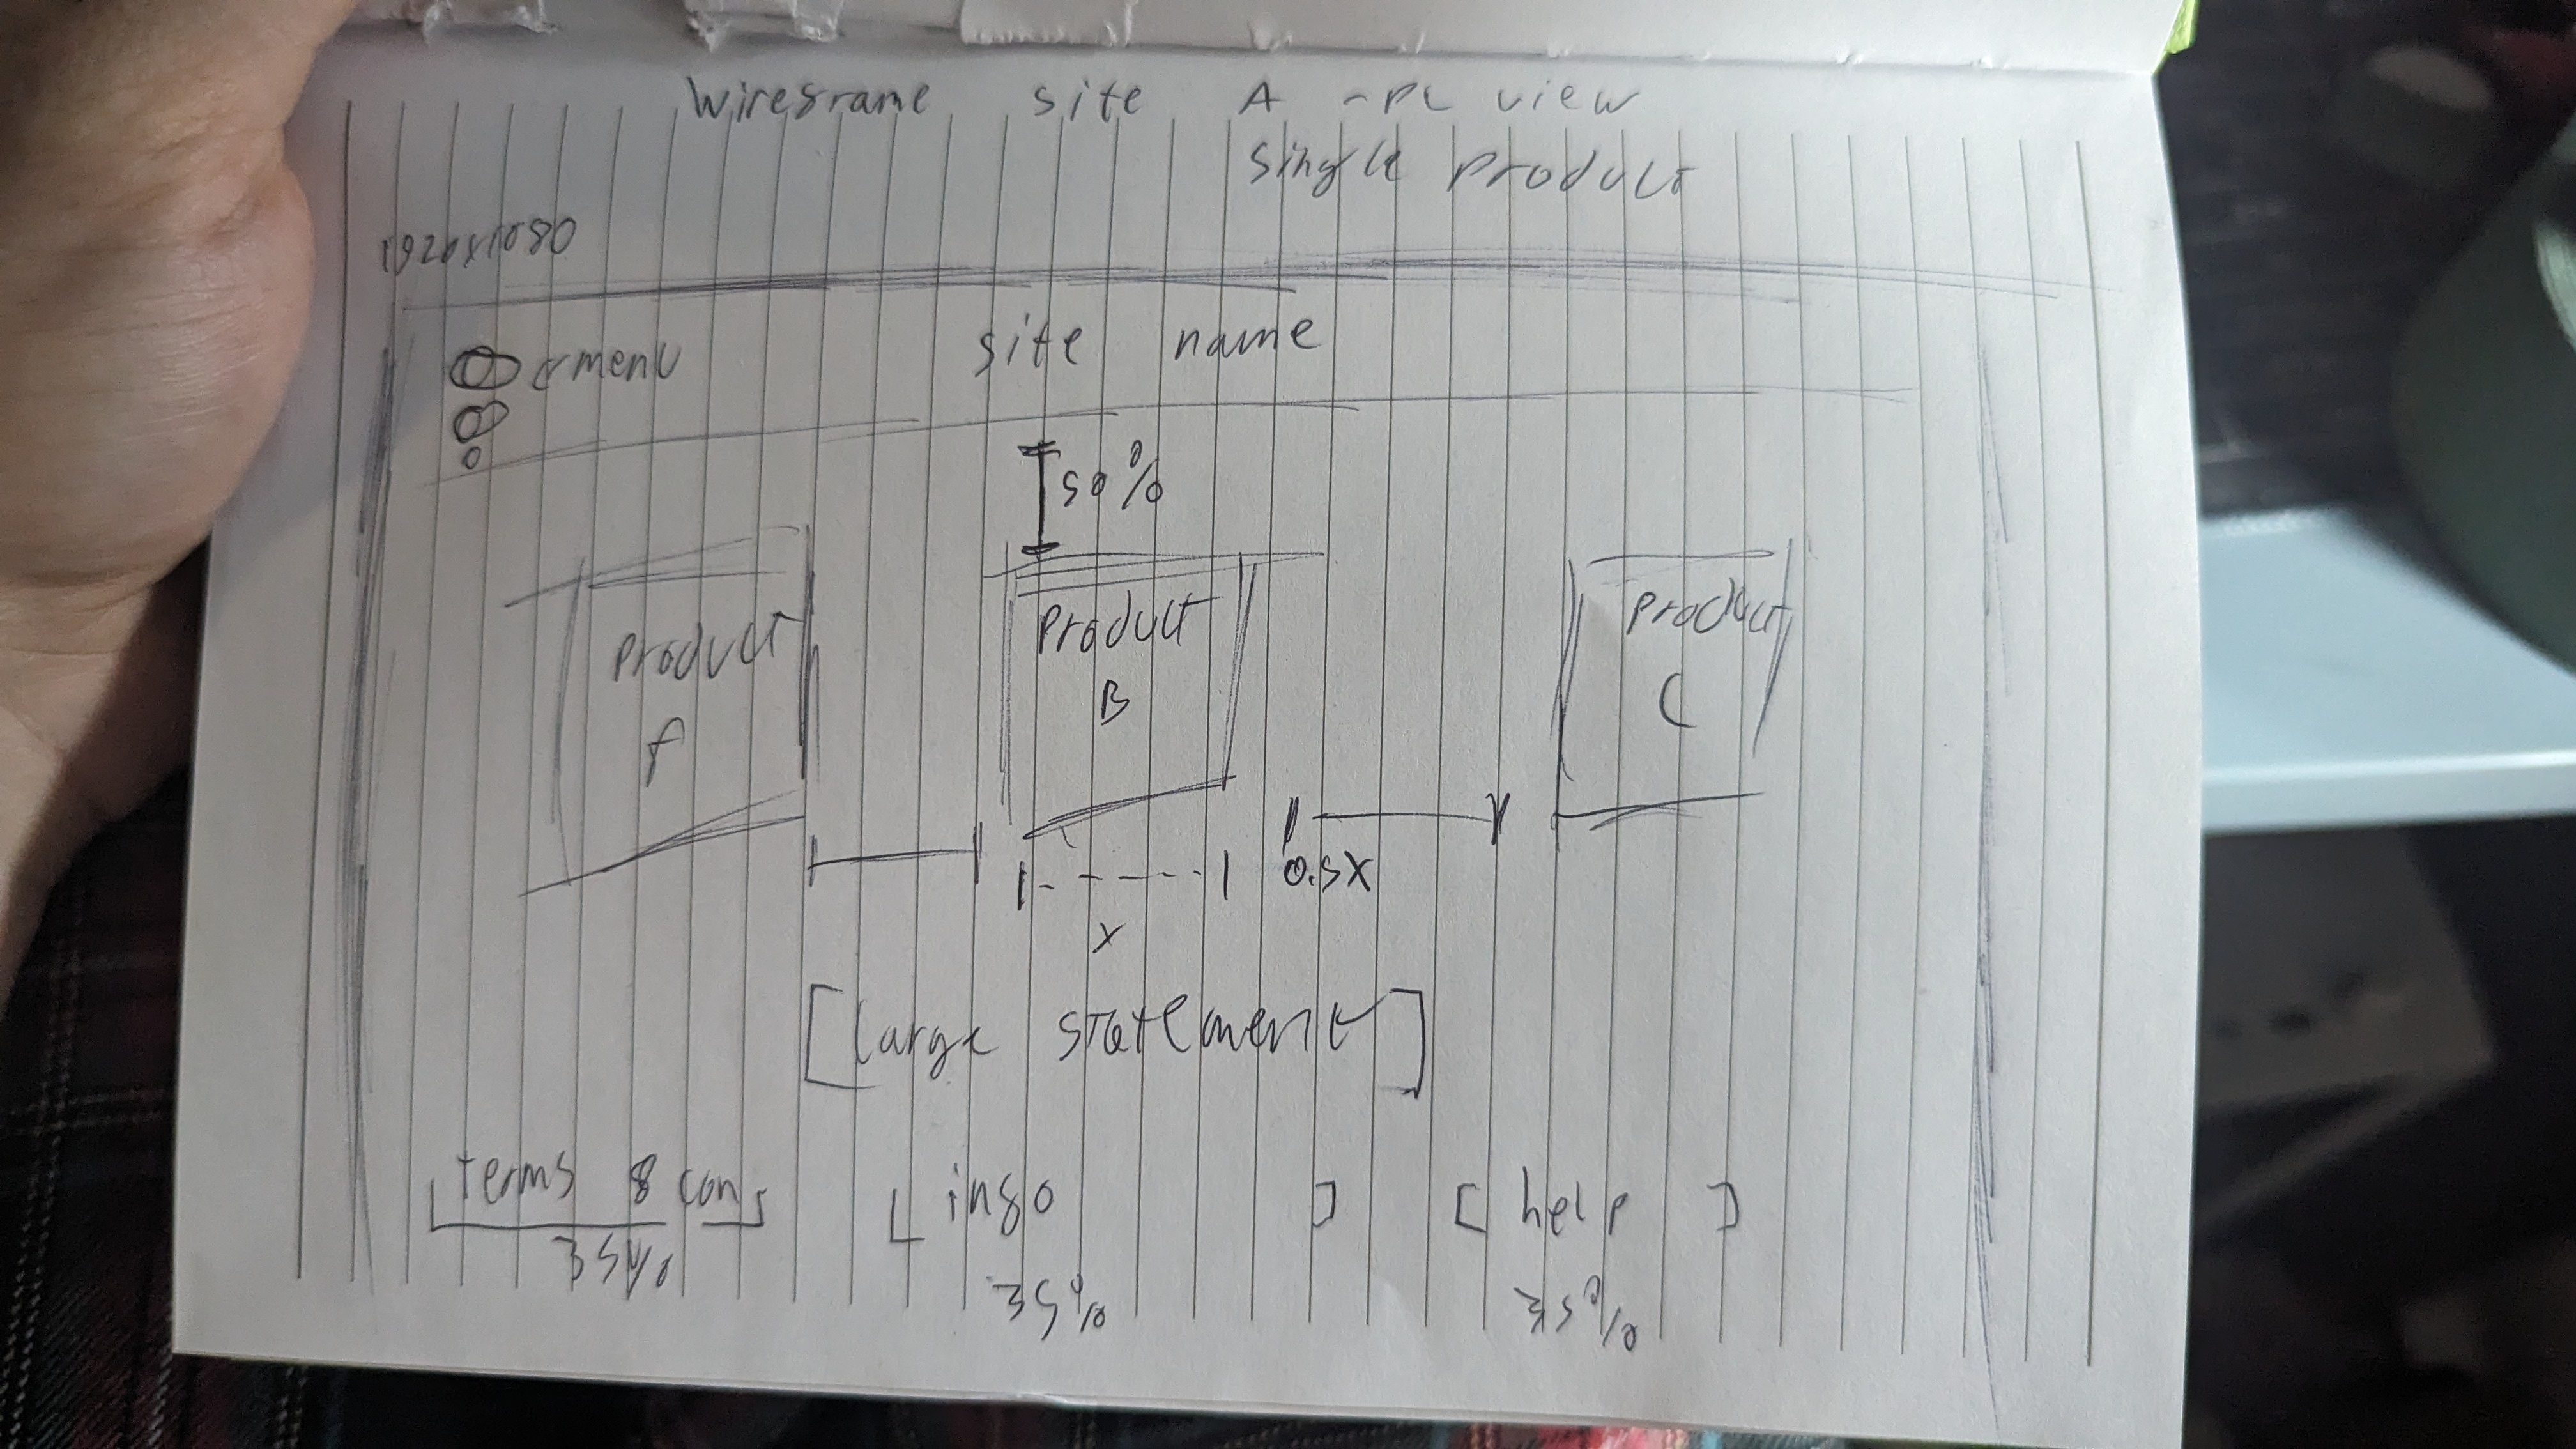 Wireframe site A - PC view
single product
1920x1080
← menu site name
50%
product product product
A B C
0.5X
X
[large statement]
[terms & con] [info] [help]
35% 35% 35%